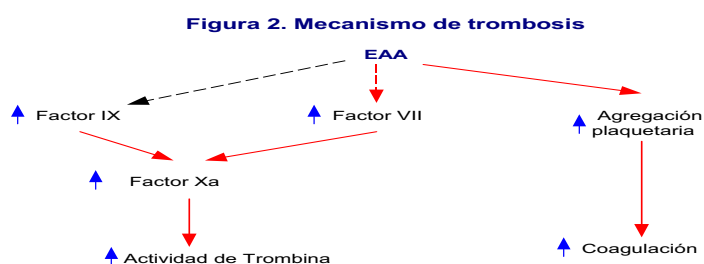 Figura 2. Mecanismo de trombosis
EAA
Factor IX
Factor VII
Agregación
plaquetaria
Factor Xa
Actividad de Trombina
Coagulación